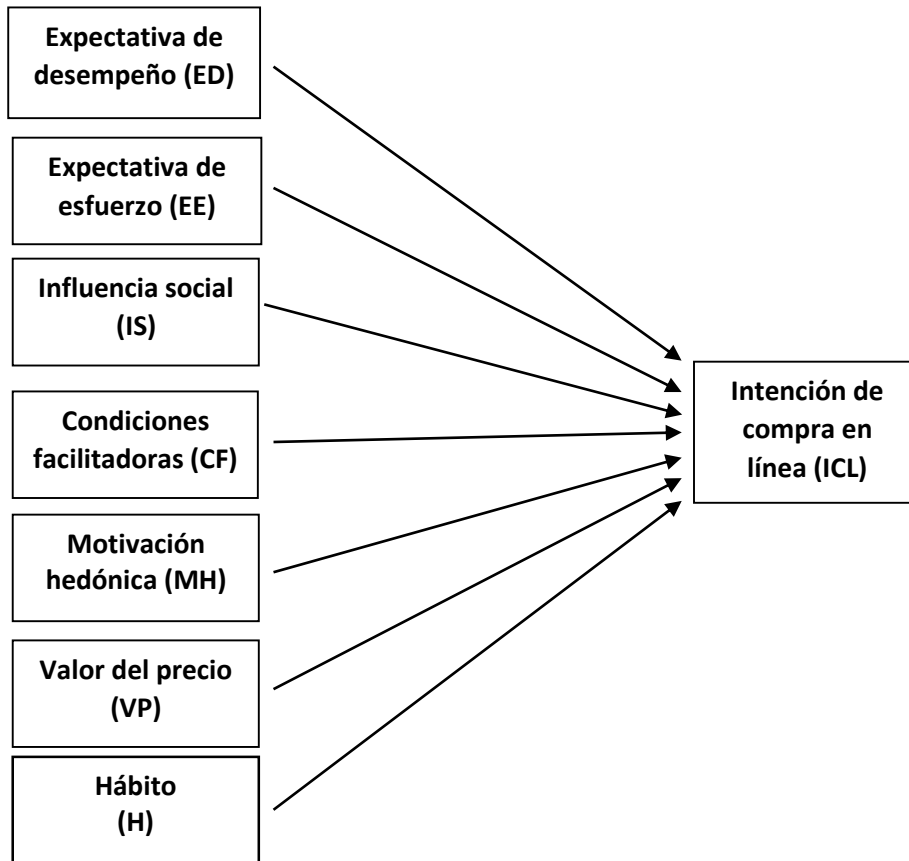 Expectativa de
desempeño (ED)
Expectativa de
esfuerzo (EE)
Influencia social
(IS)
Condiciones
facilitadoras (CF)
Motivación
hedónica (MH)
Valor del precio
(VP)
Hábito
(H)
Intención de
compra en
línea (ICL)